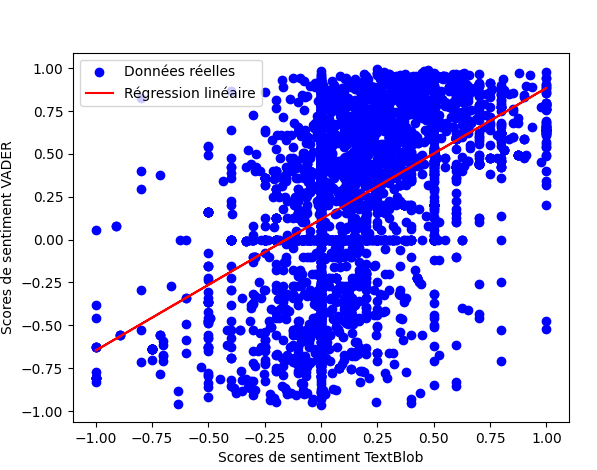 Données réelles
Régression linéaire
1.00
0.75
0.50
0.25
0.00
−0.25
−0.50
−0.75
−1.00
Scores de sentiment VADER
−1.00 −0.75 −0.50 −0.25 0.00 0.25 0.50 0.75 1.00
Scores de sentiment TextBlob